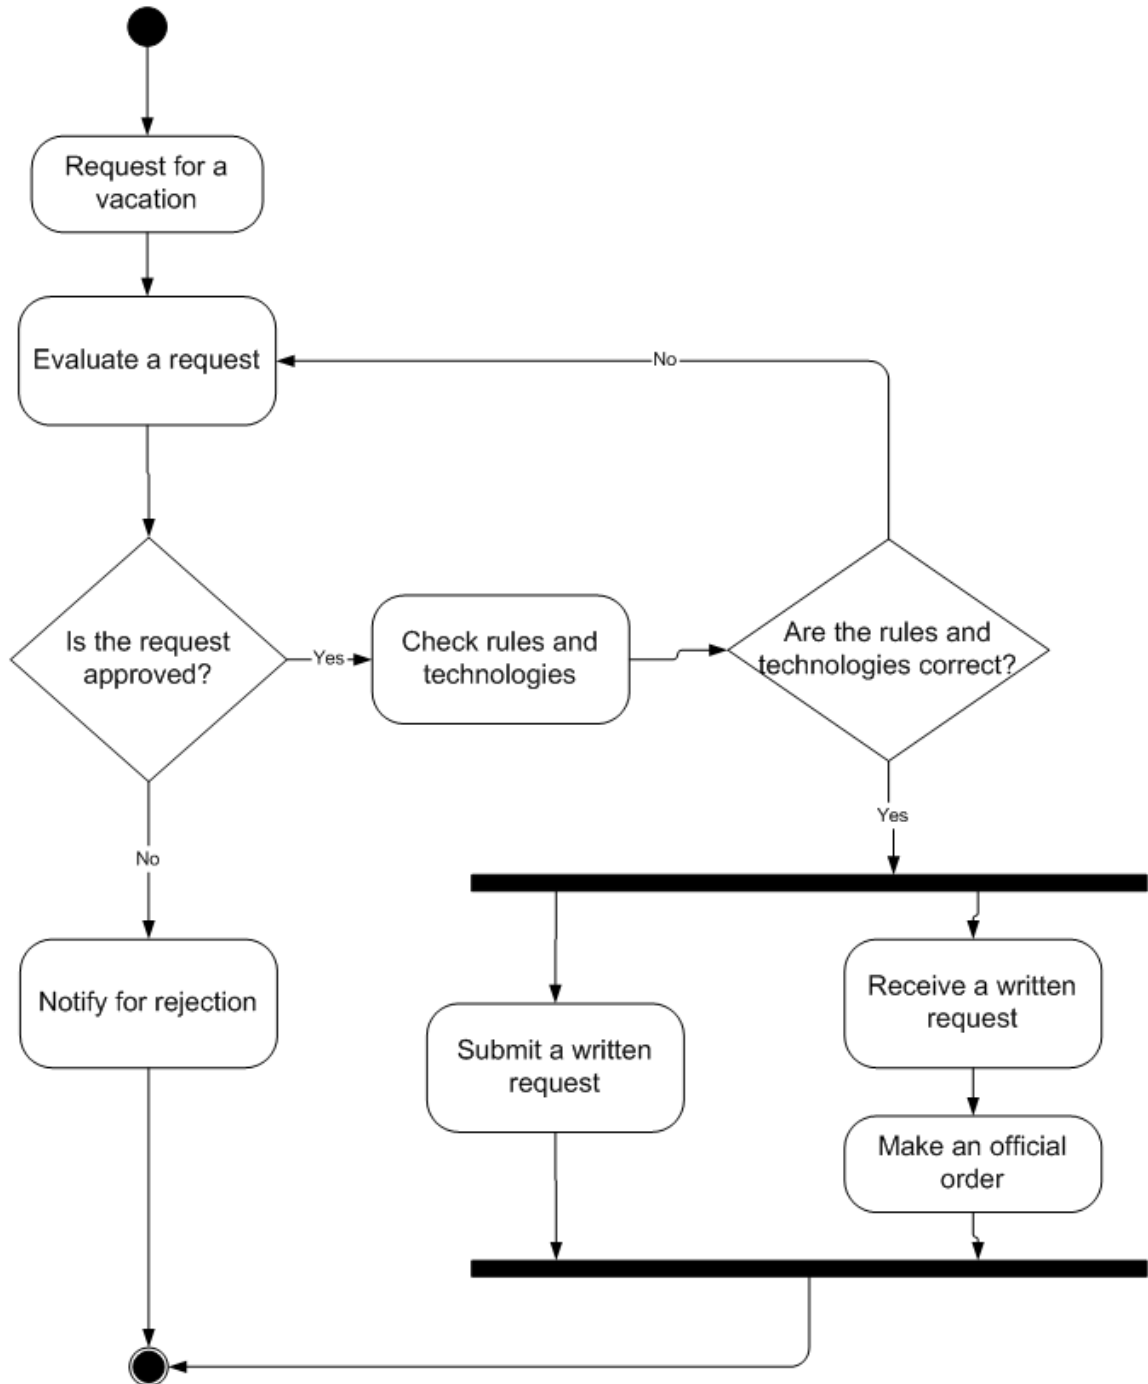 Request for a
vacation
Evaluate a request
No
Is the request
approved?
Yes
Check rules and
technologies
Are the rules and
technologies correct?
Yes
No
Notify for rejection
Submit a written
request
Receive a written
request
Make an official
order